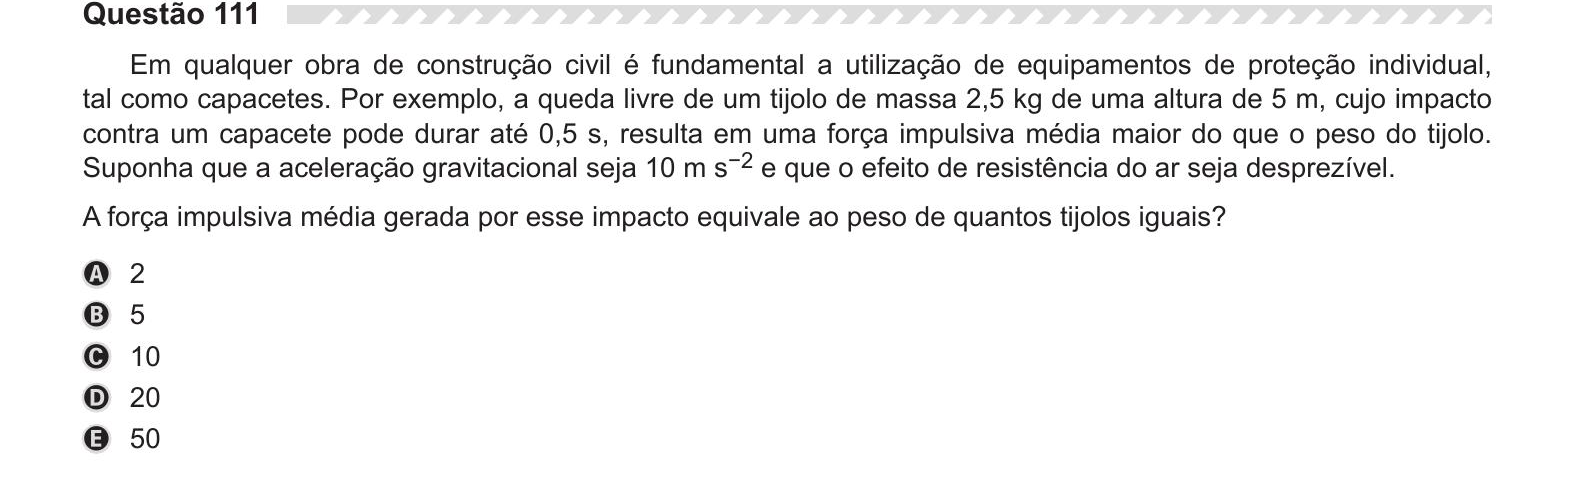 Questão 111
Em qualquer obra de construção civil é fundamental a utilização de equipamentos de proteção individual,
tal como capacetes. Por exemplo, a queda livre de um tijolo de massa 2,5 kg de uma altura de 5 m, cujo impacto
contra um capacete pode durar até 0,5 s, resulta em uma força impulsiva média maior do que o peso do tijolo.
Suponha que a aceleração gravitacional seja 10 m s⁻² e que o efeito de resistência do ar seja desprezível.
A força impulsiva média gerada por esse impacto equivale ao peso de quantos tijolos iguais?
A 2
B 5
C 10
D 20
E 50